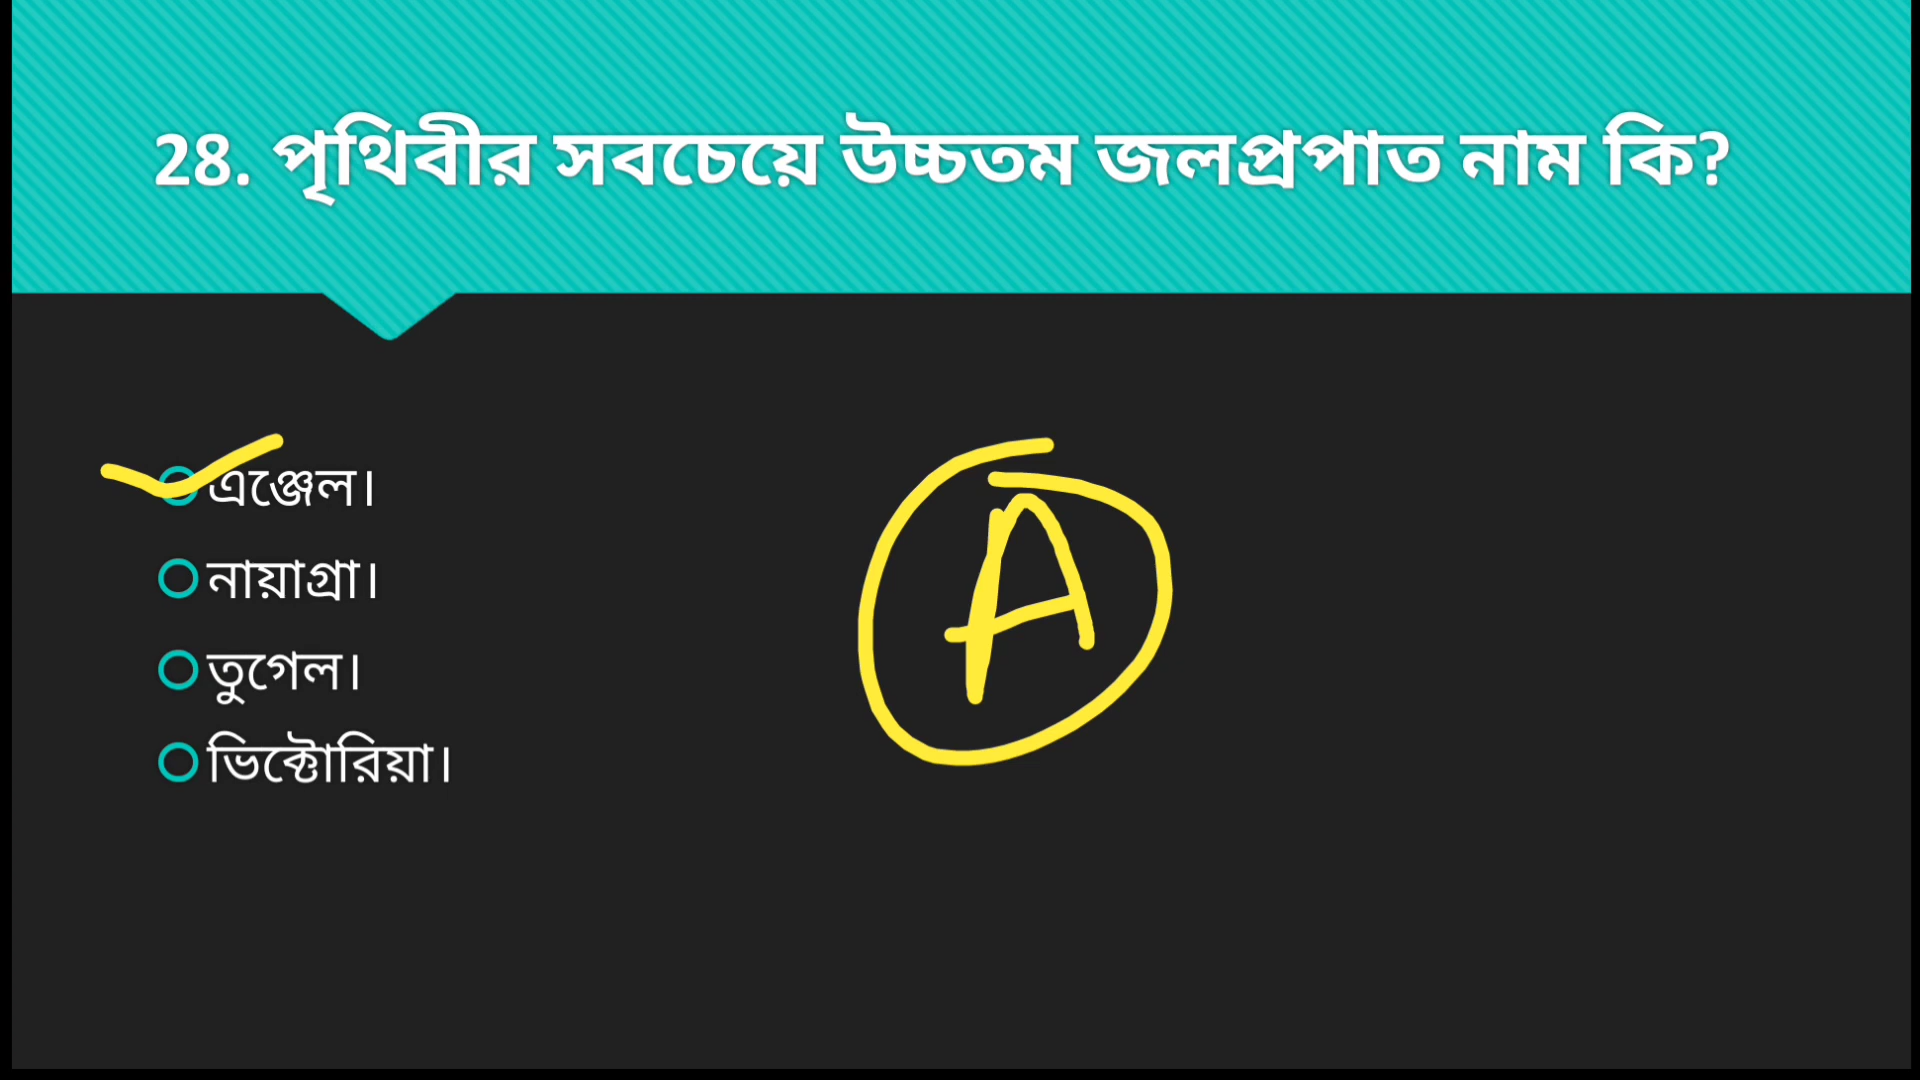 28. পৃথিবীর সবচেয়ে উচ্চতম জলপ্রপাত নাম কি?
এঞ্জেল।
নায়াগ্রা।
তুগেল।
ভিক্টোরিয়া।
A